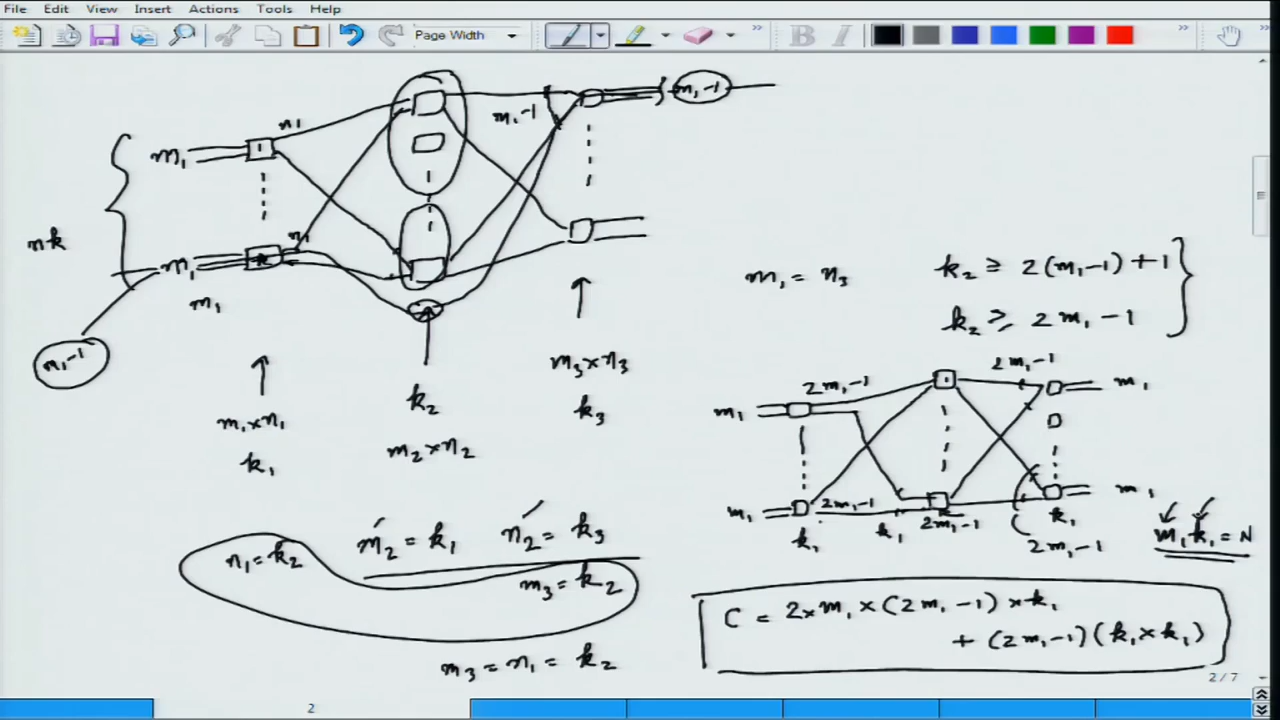 File Edit View Insert Actions Tools Help
Page Width
m₁ n₁ 1
m₁-1
m₁-1
nk
m₁ k n₁
m₁
n₁-1
m₁×n₁
k₁
k₂
m₂×n₂
m₃×n₃
k₃
m₂' = k₁ n₂' = k₃
n₁ = k₂
m₃ = k₂
m₃ = n₁ = k₂
m₁ = n₃
k₂ ≥ 2(m₁-1)+1
k₂ ≥ 2m₁-1
m₁ 2m₁-1 1 2m₁-1 m₁
m₁ 2m₁-1 k₁ 2m₁-1 k₁ m₁
k₁ 2m₁-1
m₁k₁ = N
C = 2×m₁×(2m₁-1)×k₁
+ (2m₁-1)(k₁×k₁)
2 / 7
2